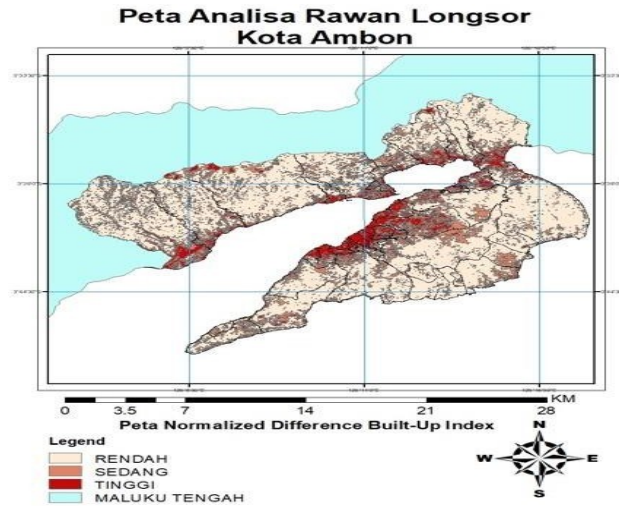 Peta Analisa Rawan Longsor
Kota Ambon
0 3.5 7 14 21 28 KM
Peta Normalized Difference Built-Up Index
Legend
RENDAH
SEDANG
TINGGI
MALUKU TENGAH
N
W E
S